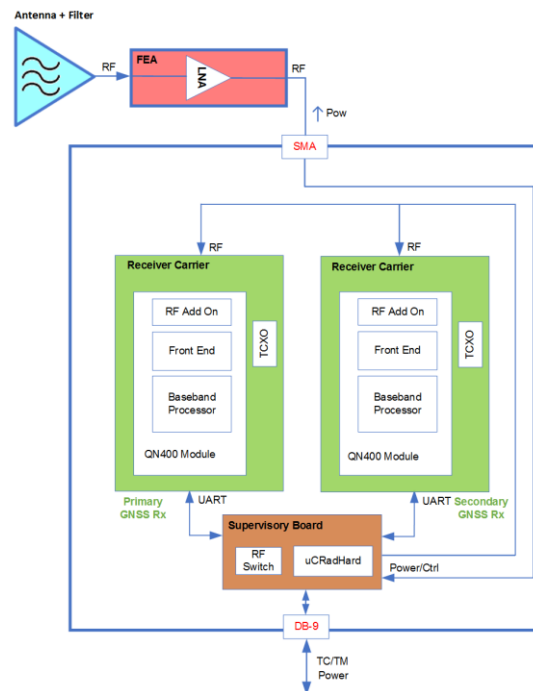 Antenna + Filter
RF
FEA
LNA
RF
Pow
SMA
RF
RF
Receiver Carrier
Receiver Carrier
RF Add On
Front End
Baseband
Processor
QN400 Module
TCXO
RF Add On
Front End
Baseband
Processor
QN400 Module
TCXO
Primary
GNSS Rx
UART
UART
Secondary
GNSS Rx
Supervisory Board
RF
Switch
uCRadHard
Power/Ctrl
DB-9
TC/TM
Power